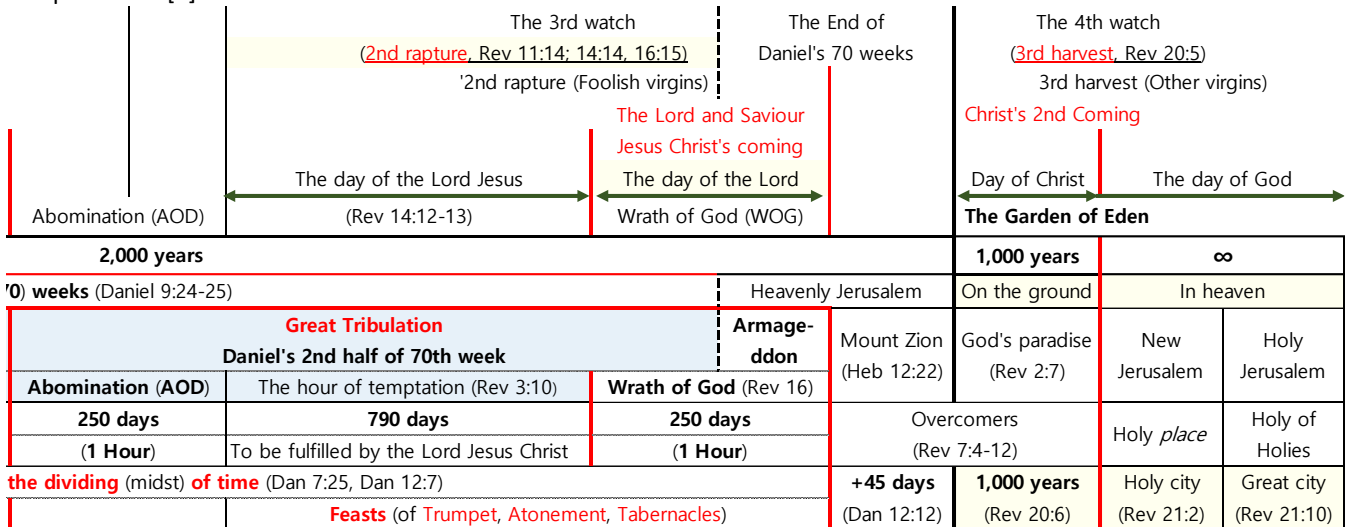 The 3rd watch
The End of
The 4th watch
(2nd rapture, Rev 11:14; 14:14, 16:15)
Daniel's 70 weeks
(3rd harvest, Rev 20:5)
'2nd rapture (Foolish virgins)
3rd harvest (Other virgins)
The Lord and Saviour
Christ's 2nd Coming
Jesus Christ's coming
The day of the Lord Jesus
The day of the Lord
Day of Christ
The day of God
Abomination (AOD)
(Rev 14:12-13)
Wrath of God (WOG)
The Garden of Eden
2,000 years
1,000 years
∞
70) weeks (Daniel 9:24-25)
Heavenly Jerusalem
On the ground
In heaven
Great Tribulation
Daniel's 2nd half of 70th week
Armage-
ddon
Mount Zion
(Heb 12:22)
God's paradise
(Rev 2:7)
New
Jerusalem
Holy
Jerusalem
Abomination (AOD)
The hour of temptation (Rev 3:10)
Wrath of God (Rev 16)
250 days
790 days
250 days
Overcomers
(Rev 7:4-12)
Holy place
Holy of
Holies
(1 Hour)
To be fulfilled by the Lord Jesus Christ
(1 Hour)
the dividing (midst) of time (Dan 7:25, Dan 12:7)
+45 days
1,000 years
Holy city
Great city
Feasts (of Trumpet, Atonement, Tabernacles)
(Dan 12:12)
(Rev 20:6)
(Rev 21:2)
(Rev 21:10)